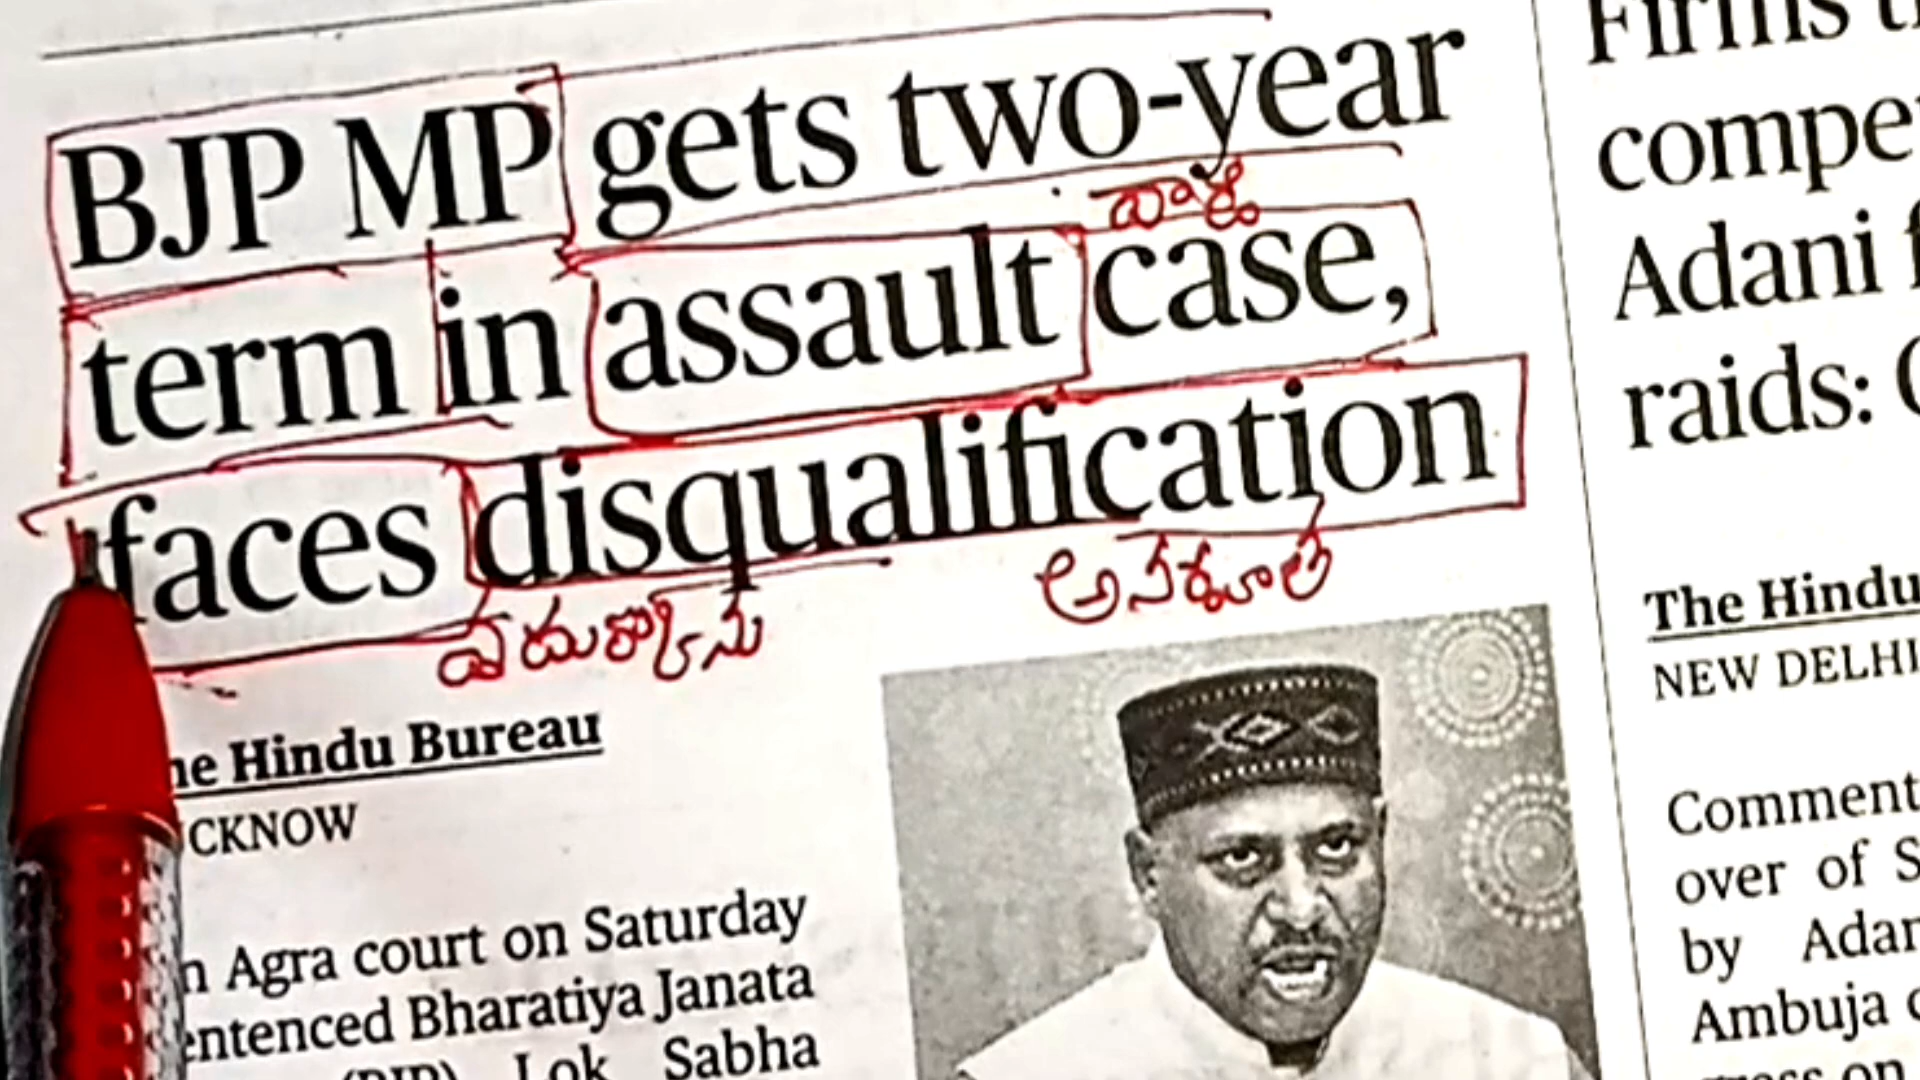 BJP MP gets two-year
term in assault case,
faces disqualification
అనర్హత
The Hindu Bureau
CKNOW
n Agra court on Saturday
entenced Bharatiya Janata
(BJP) Lok Sabha
Firms
compe
Adani f
raids:
The Hindu
NEW DELHI
Comment
over of S
by Adan
Ambuja c